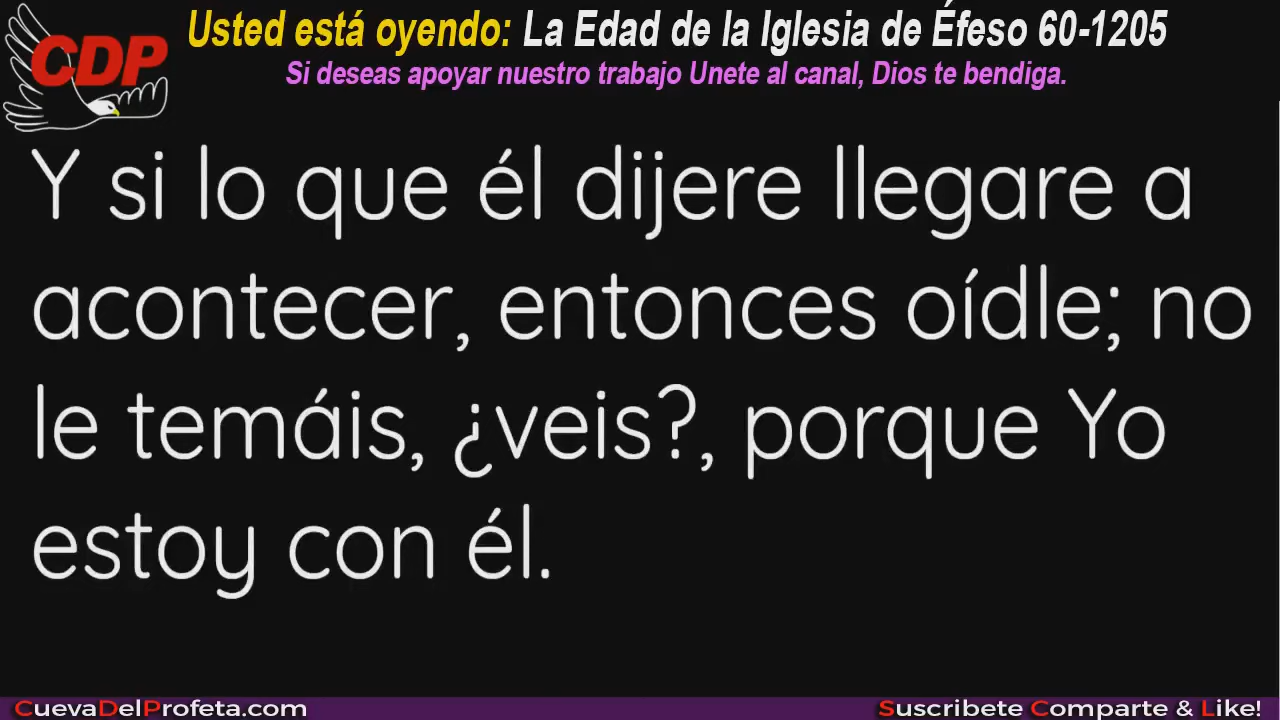 CDP
Usted está oyendo: La Edad de la Iglesia de Éfeso 60-1205
Si deseas apoyar nuestro trabajo Unete al canal, Dios te bendiga.
Y si lo que él dijere llegare a
acontecer, entonces oídle; no
le temáis, ¿veis?, porque Yo
estoy con él.
CuevaDelProfeta.com
Suscribete Comparte & Like!